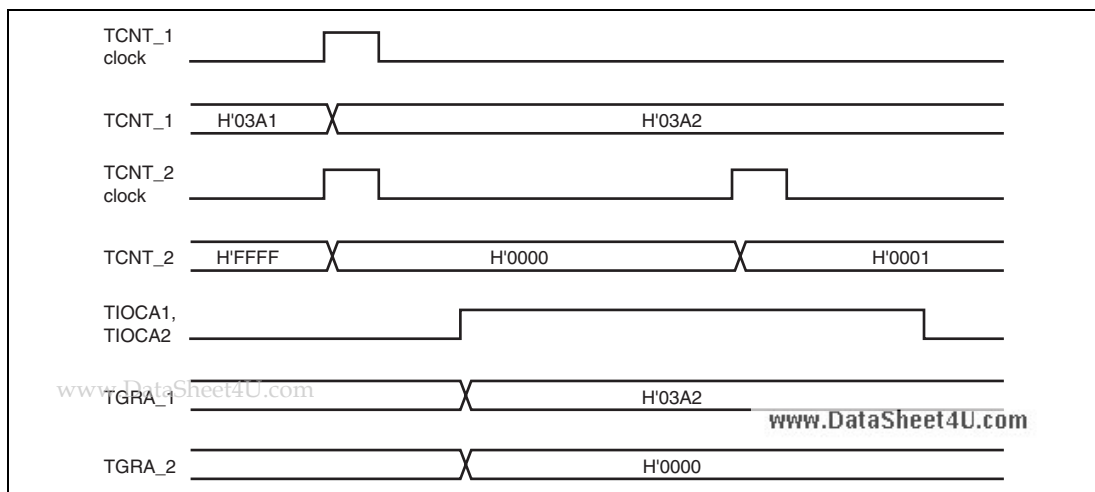 TCNT_1
clock
TCNT_1 H'03A1 H'03A2
TCNT_2
clock
TCNT_2 H'FFFF H'0000 H'0001
TIOCA1,
TIOCA2
www.DataSheet4U.com
TGRA_1 H'03A2
www.DataSheet4U.com
TGRA_2 H'0000